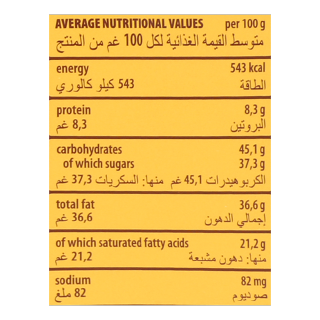 AVERAGE NUTRITIONAL VALUES per 100 g
متوسط القيمة الغذائية لكل 100 غم من المنتج
energy 543 kcal
الطاقة 543 كيلو كالوري
protein 8,3 g
البروتين 8,3 غم
carbohydrates 45,1 g
of which sugars 37,3 g
الكربوهيدرات 45,1 غم منها: السكريات 37,3 غم
total fat 36,6 g
إجمالي الدهون 36,6 غم
of which saturated fatty acids 21,2 g
منها: دهون مشبعة 21,2 غم
sodium 82 mg
صوديوم 82 ملغ